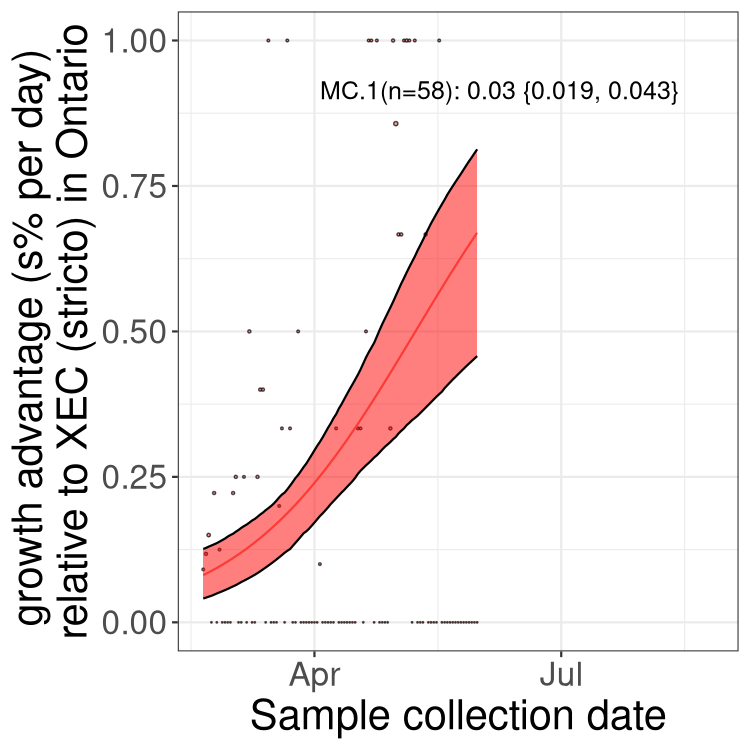 growth advantage (s% per day)
relative to XEC (stricto) in Ontario
1.00
0.75
0.50
0.25
0.00
MC.1(n=58): 0.03 {0.019, 0.043}
Apr
Jul
Sample collection date